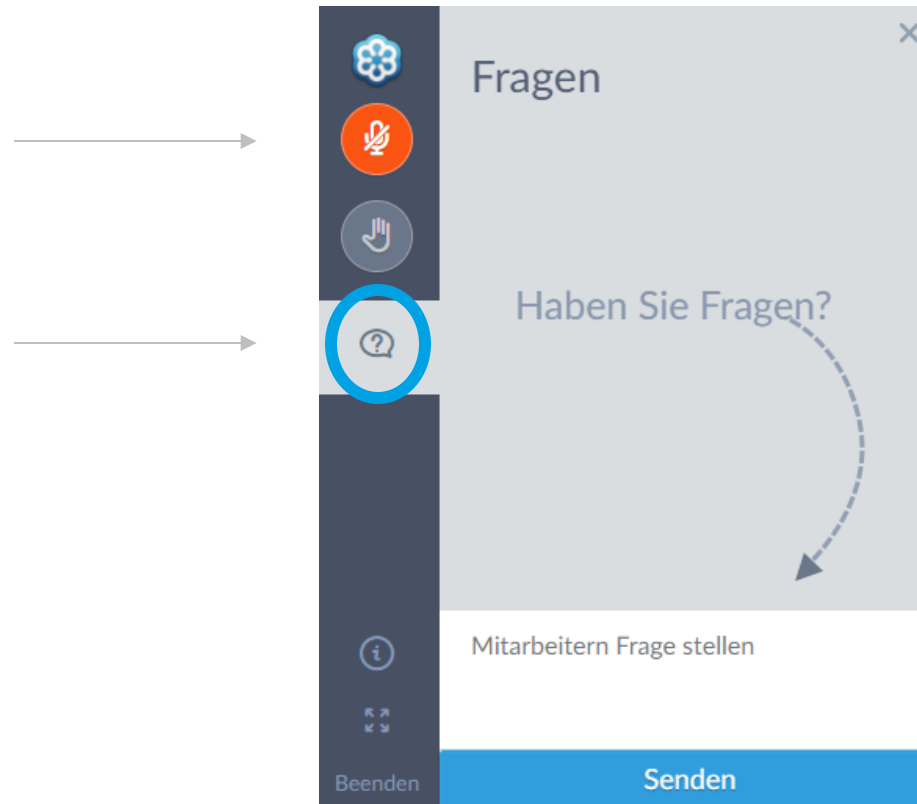 Fragen
Haben Sie Fragen?
Mitarbeitern Frage stellen
Beenden
Senden